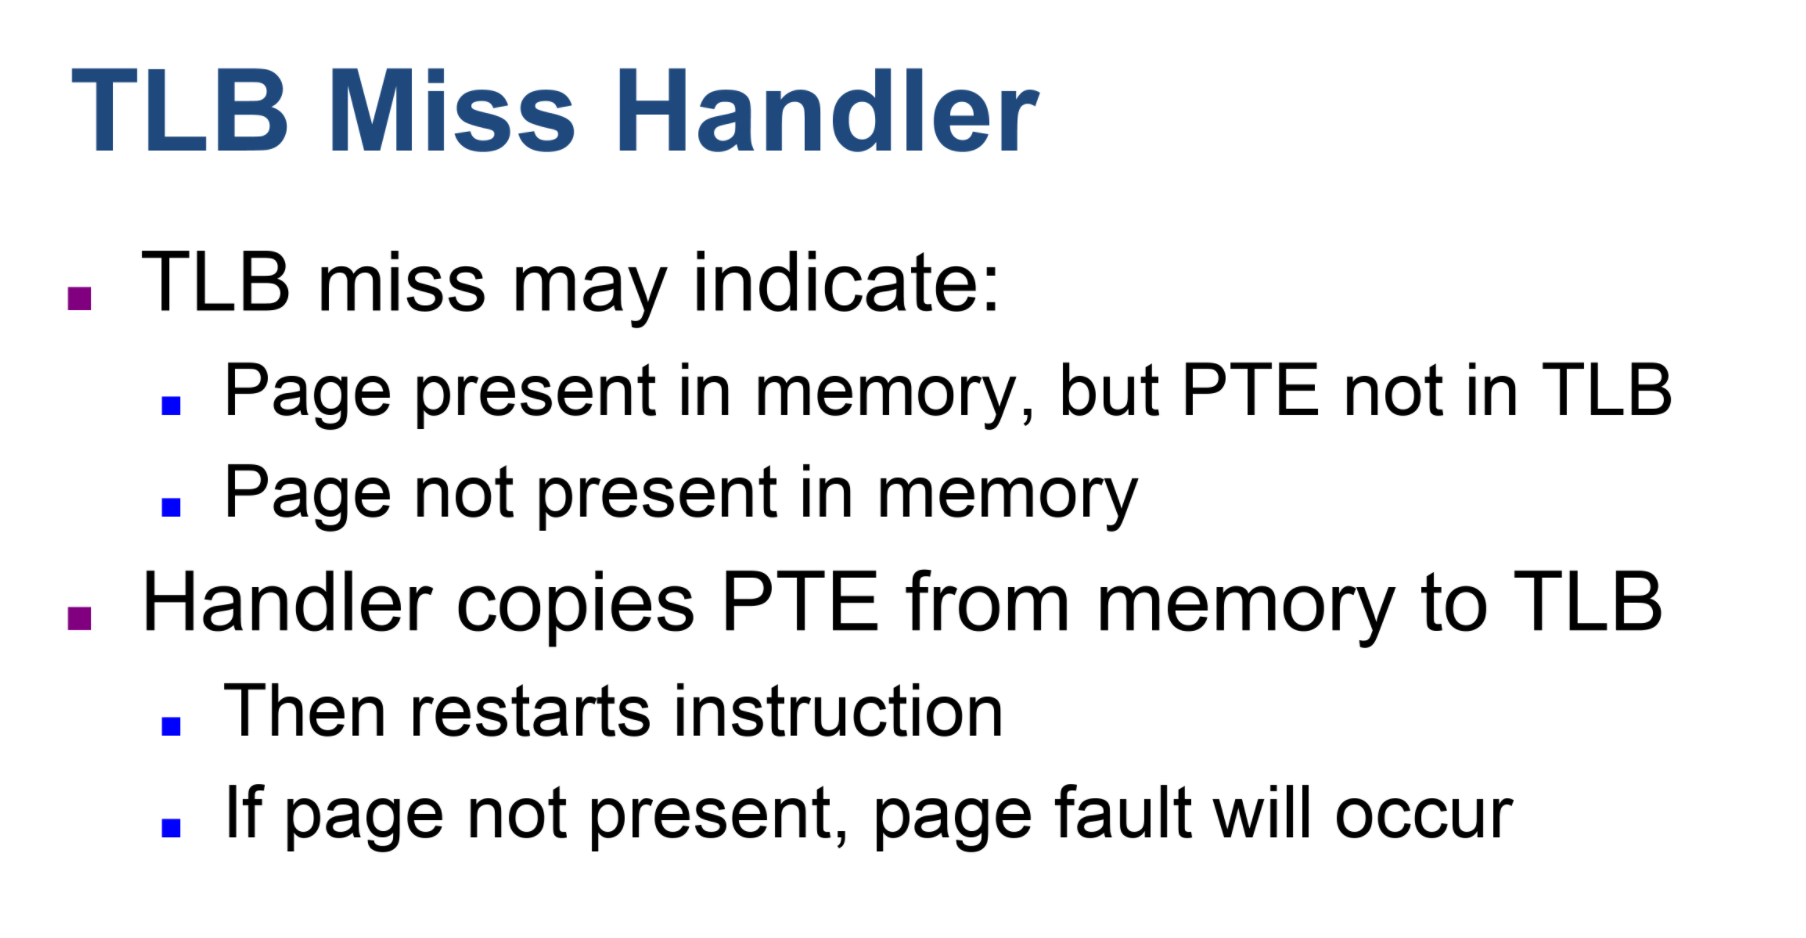 TLB Miss Handler
TLB miss may indicate:
Page present in memory, but PTE not in TLB
Page not present in memory
Handler copies PTE from memory to TLB
Then restarts instruction
If page not present, page fault will occur